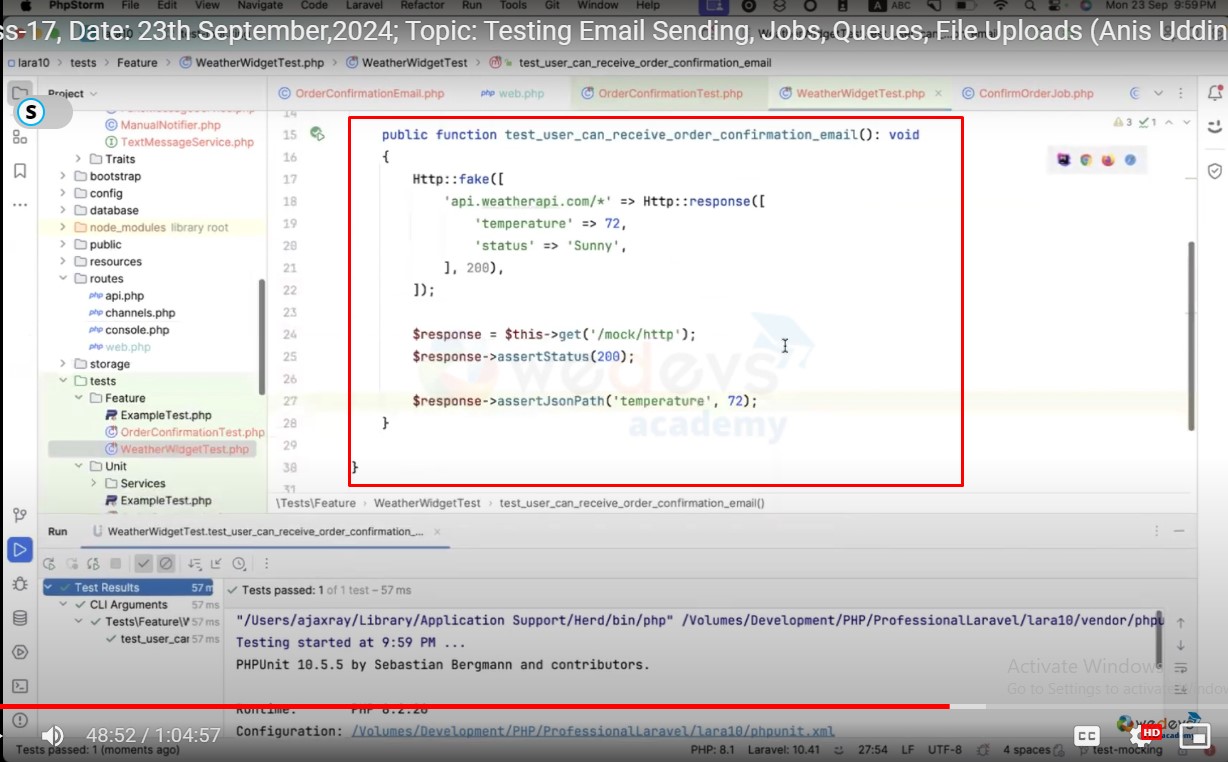 PhpStorm File Edit View Navigate Code Laravel Refactor Run Tools Git Window Help ABC Mon 23 Sep 9:59 PM
ss-17, Date: 23th September,2024; Topic: Testing Email Sending, Jobs, Queues, File Uploads (Anis Uddin
lara10 tests Feature WeatherWidgetTest.php WeatherWidgetTest test_user_can_receive_order_confirmation_email
Project OrderConfirmationEmail.php web.php OrderConfirmationTest.php WeatherWidgetTest.php ConfirmOrderJob.php
S
ManualNotifier.php
TextMessageService.php
Traits
bootstrap
config
database
node_modules library root
public
resources
routes
api.php
channels.php
console.php
web.php
storage
tests
Feature
ExampleTest.php
OrderConfirmationTest.php
WeatherWidgetTest.php
Unit
Services
ExampleTest.php
3 1
14
15 public function test_user_can_receive_order_confirmation_email(): void
16 {
17 Http::fake([
18 'api.weatherapi.com/*' => Http::response([
19 'temperature' => 72,
20 'status' => 'Sunny',
21 ], 200),
22 ]);
23
24 $response = $this->get('/mock/http');
25 $response->assertStatus(200);
26
27 $response->assertJsonPath('temperature', 72);
28 }
29
30 }
31
wedevs
academy
\Tests\Feature WeatherWidgetTest test_user_can_receive_order_confirmation_email()
Run WeatherWidgetTest.test_user_can_receive_order_confirmation_...
Test Results 57 m
CLI Arguments 57 ms
Tests\Feature\W 57 ms
test_user_car 57 ms
Tests passed: 1 of 1 test – 57 ms
"/Users/ajaxray/Library/Application Support/Herd/bin/php" /Volumes/Development/PHP/ProfessionalLaravel/lara10/vendor/phpu
Testing started at 9:59 PM ...
PHPUnit 10.5.5 by Sebastian Bergmann and contributors.
Runtime: PHP 8.2.20
Configuration: /Volumes/Development/PHP/ProfessionalLaravel/lara10/phpunit.xml
Activate Windows
Go to Settings to activate Windows
48:52 / 1:04:57
CC HD
wedevs
Tests passed: 1 (moments ago) PHP: 8.1 Laravel: 10.41 27:54 LF UTF-8 4 spaces test-mocking